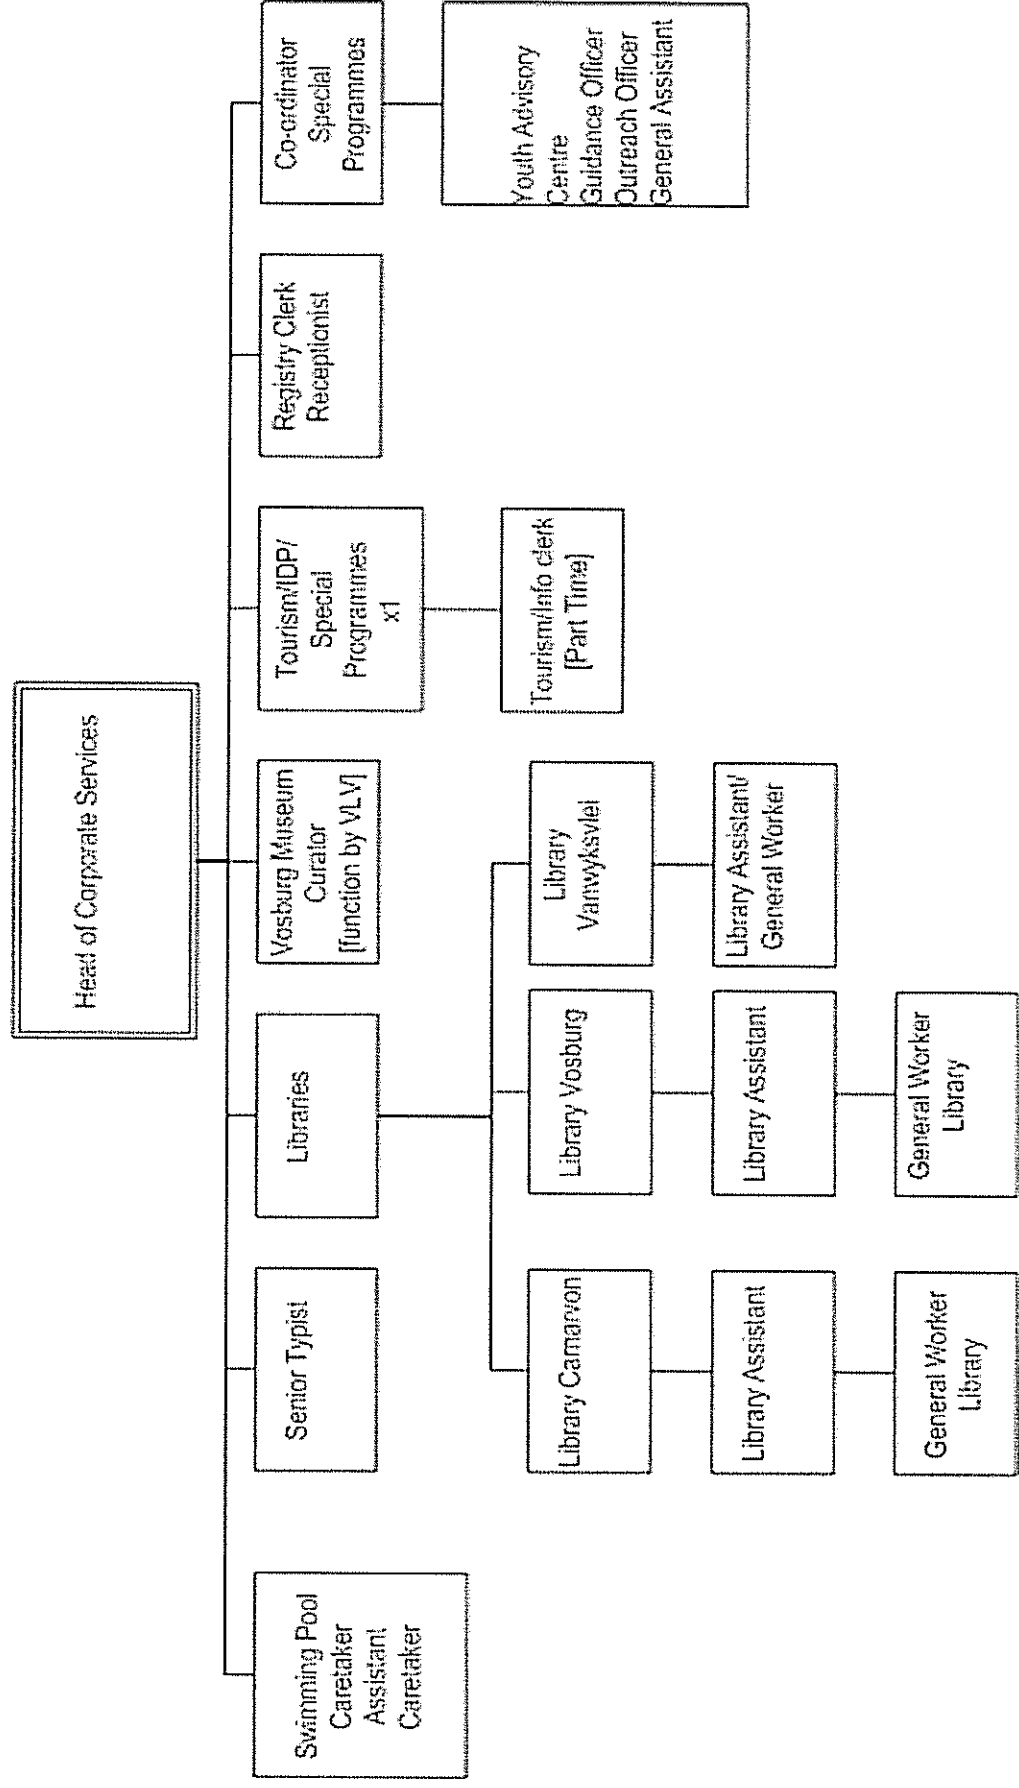 Head of Corporate Services
Swimming Pool
Caretaker
Assistant
Caretaker
Senior Typist
Libraries
Vosburg Museum
Curator
[function by VLV]
Tourism/IDP/
Special
Programmes
x1
Registry Clerk
Receptionist
Co-ordinator
Special
Programmes
Library Carnarvon
Library Vosburg
Library
Vanwyksvlei
Tourism/Info clerk
[Part Time]
Youth Advisory
Centre
Guidance Officer
Outreach Officer
General Assistant
Library Assistant
Library Assistant
Library Assistant/
General Worker
General Worker
Library
General Worker
Library